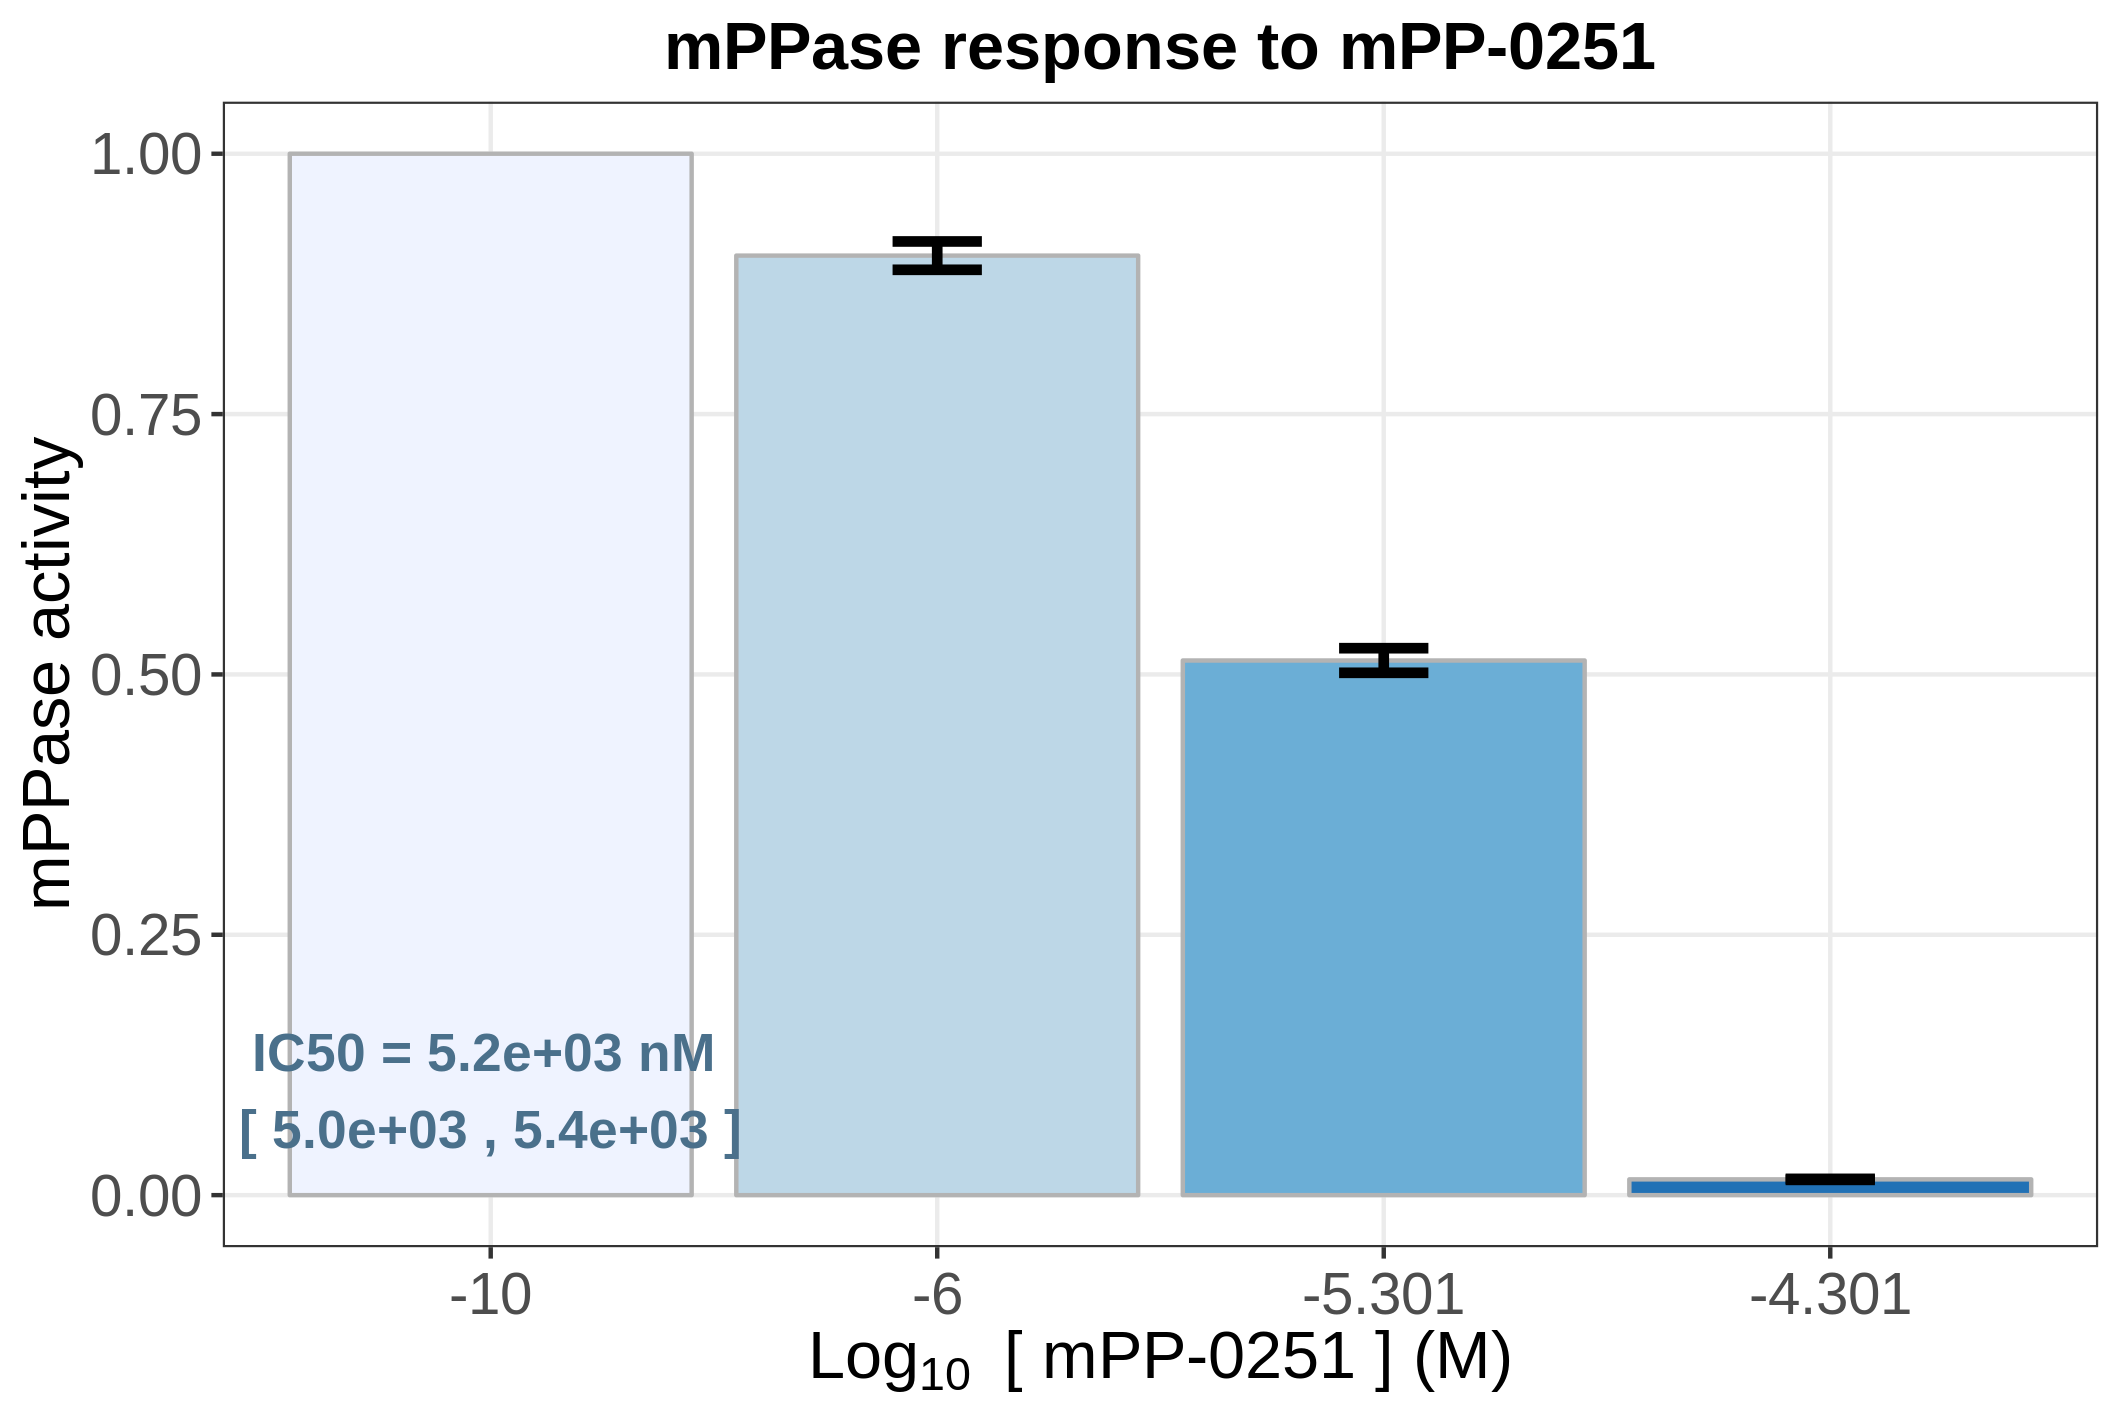 mPPase response to mPP-0251
1.00
0.75
0.50
0.25
0.00
mPPase activity
IC50 = 5.2e+03 nM
[ 5.0e+03 , 5.4e+03 ]
-10
-6
-5.301
-4.301
Log10 [ mPP-0251 ] (M)